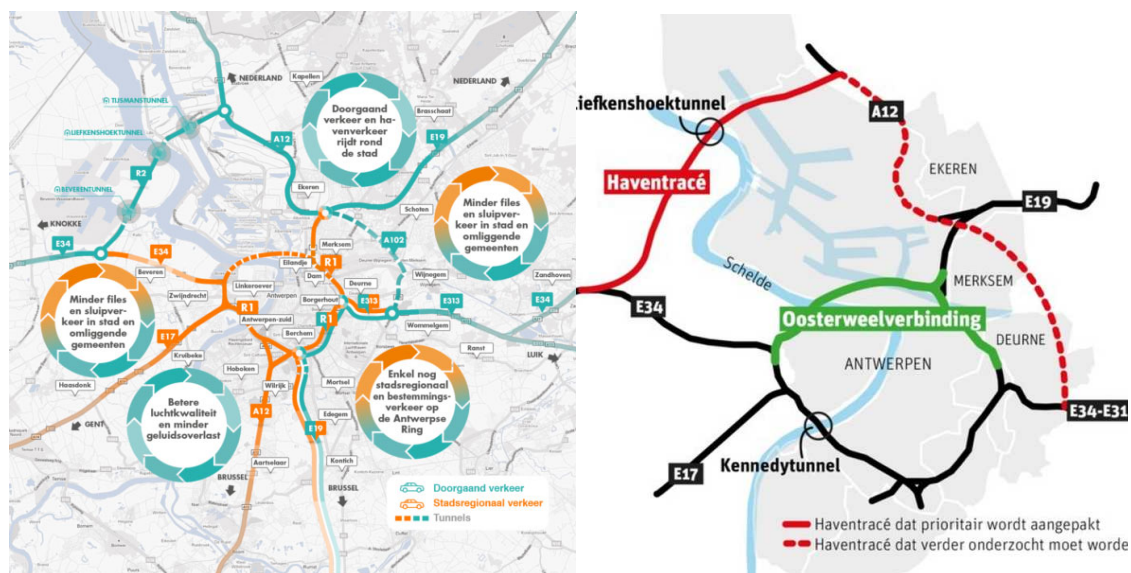 NEDERLAND
Kapellen
NEDERLAND
TIJSMANSTUNNEL
LIEFKENSHOEKTUNNEL
R2
BEVERENTUNNEL
A12
Doorgaand
verkeer en ha-
venverkeer
rijdt rond
de stad
Brasschaat
E19
Ekeren
Schoten
Minder files
en sluipver-
keer in stad en
omliggende
gemeenten
KNOKKE
E34
E34
Beveren
Merksem
R1
Eilandje
Dam
A102
Wijnegem
Deurne
Zandhoven
Linkeroever
Antwerpen
Zwijndrecht
Borgerhout
E313
E313
E34
Minder files
en sluipver-
keer in stad en
omliggende
gemeenten
R1
Antwerpen-zuid
R1
Wommelgem
Berchem
Ranst
LUIK
E17
Kruibeke
Hoboken
Haasdonk
Wilrijk
Mortsel
Enkel nog
stadsregionaal
en bestemmings-
verkeer op
de Antwerpse
Ring
Betere
luchtkwaliteit
en minder
geluidsoverlast
A12
Edegem
E19
GENT
Aartselaar
Kontich
BRUSSEL
BRUSSEL
Doorgaand verkeer
Stadsregionaal verkeer
Tunnels
iefkenshoektunnel
A12
EKEREN
Haventracé
E19
Schelde
MERKSEM
E34
Oosterweelverbinding
DEURNE
ANTWERPEN
E34-E31
Kennedytunnel
E17
Haventracé dat prioritair wordt aangepakt
Haventracé dat verder onderzocht moet worde